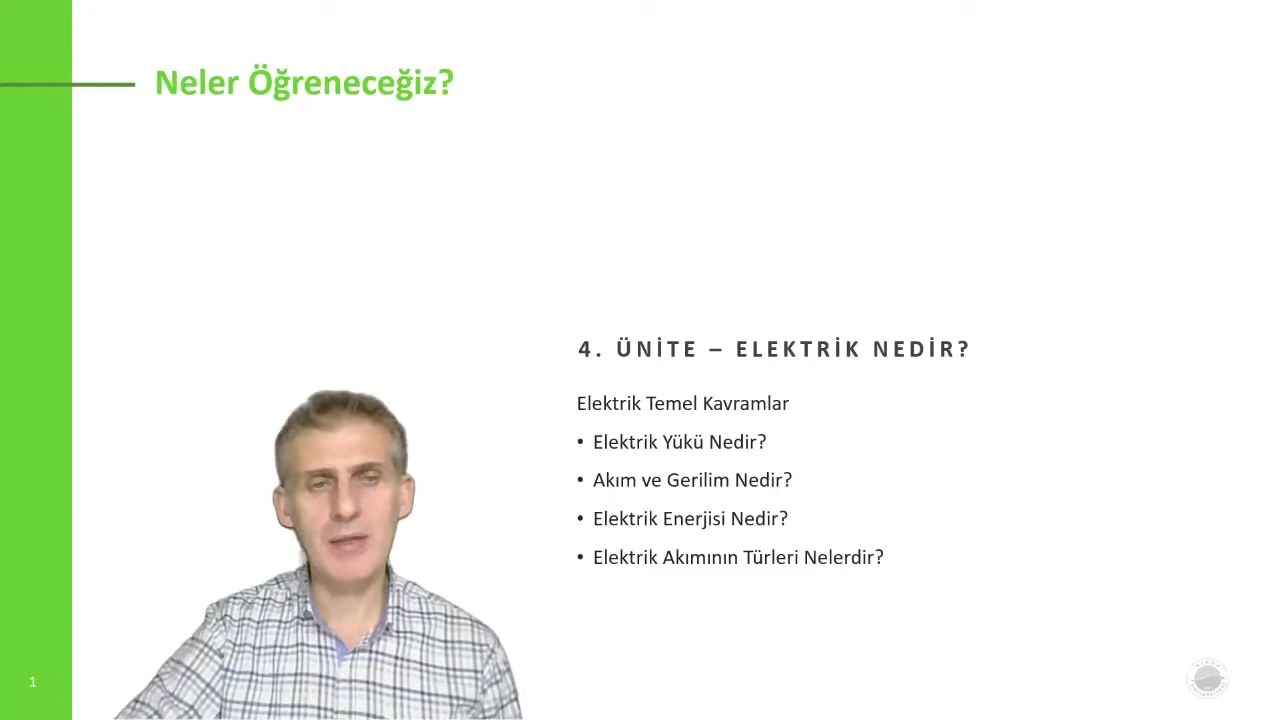 Neler Öğreneceğiz?
4. ÜNİTE – ELEKTRİK NEDİR?
Elektrik Temel Kavramlar
• Elektrik Yükü Nedir?
• Akım ve Gerilim Nedir?
• Elektrik Enerjisi Nedir?
• Elektrik Akımının Türleri Nelerdir?
1